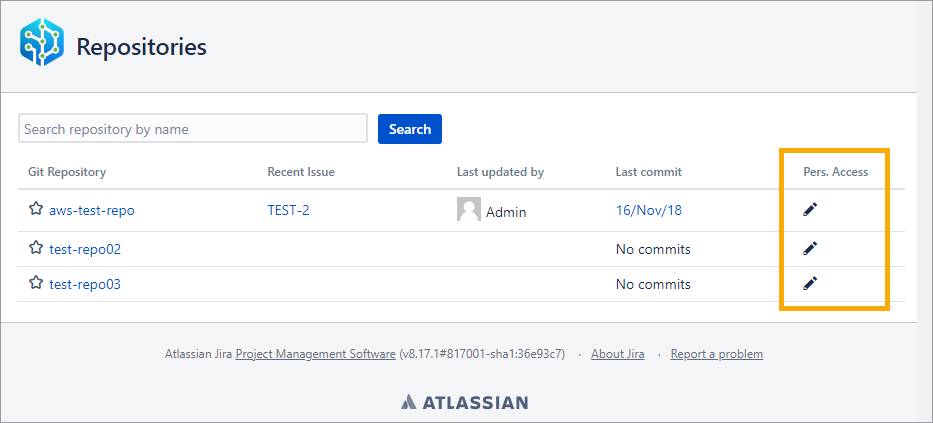 Repositories
Search repository by name
Search
Git Repository Recent Issue Last updated by Last commit Pers. Access
aws-test-repo TEST-2 Admin 16/Nov/18
test-repo02 No commits
test-repo03 No commits
Atlassian Jira Project Management Software (v8.17.1#817001-sha1:36e93c7) · About Jira · Report a problem
ATLASSIAN